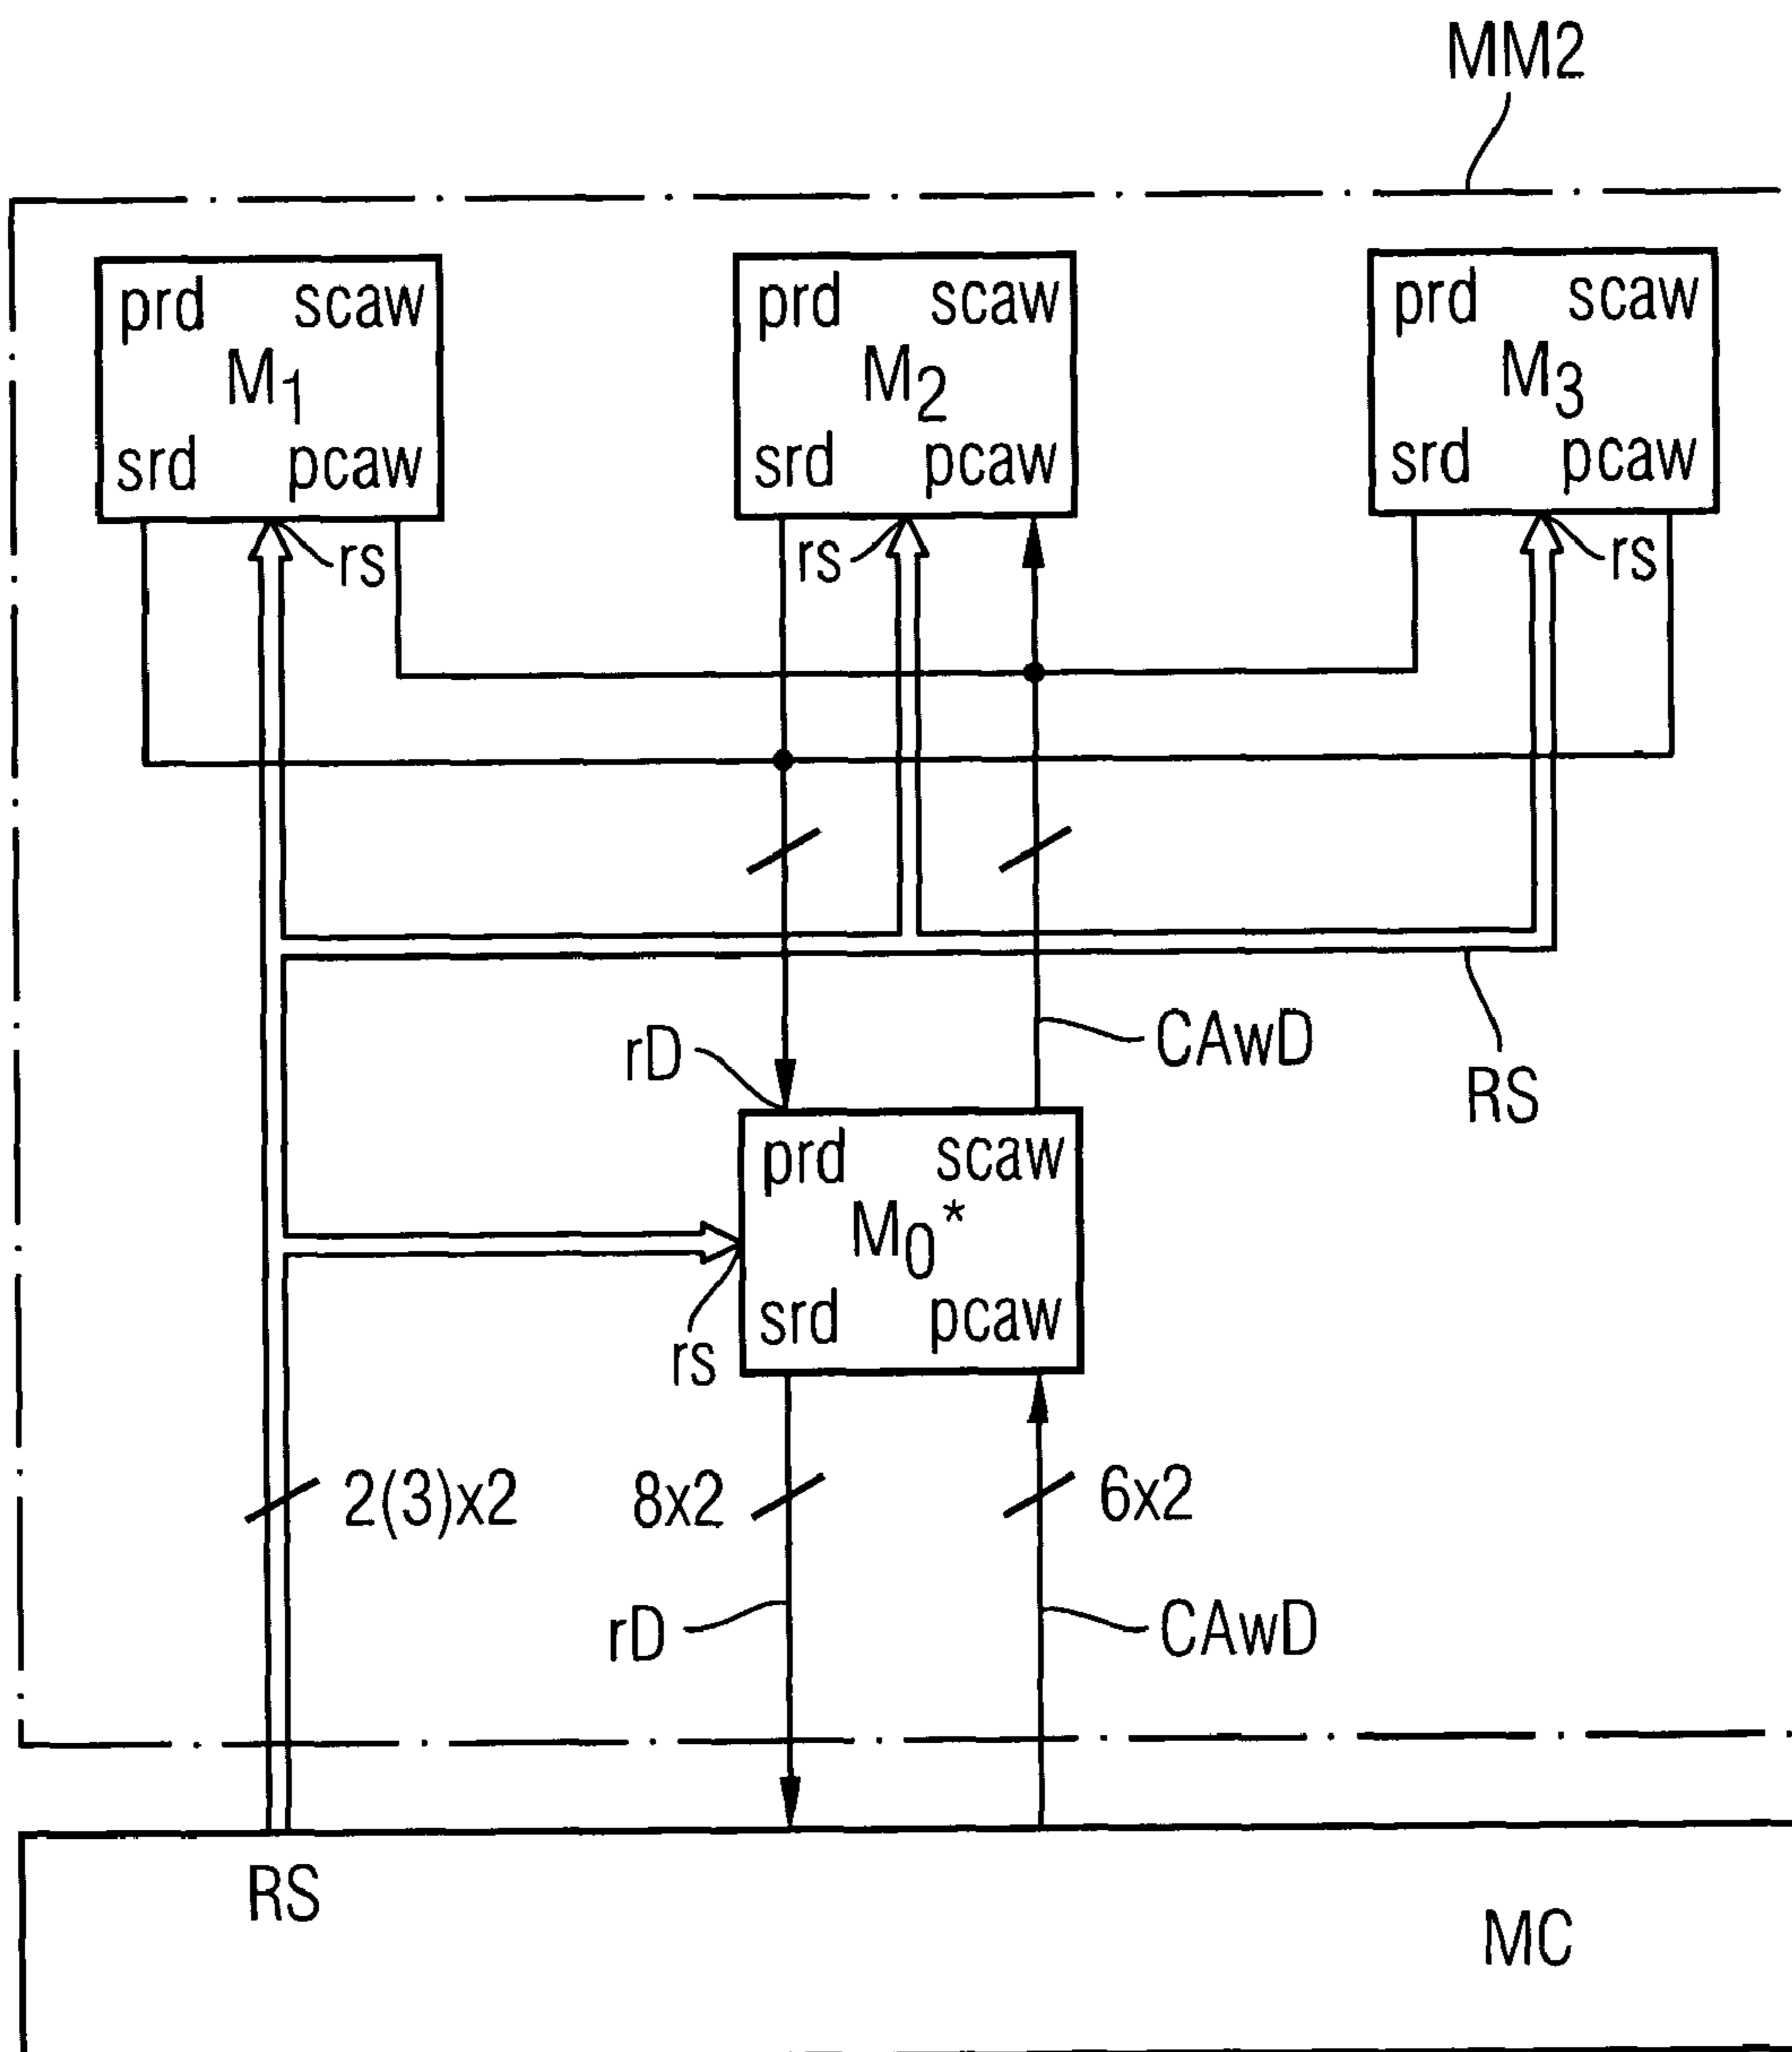 MM2
prd scaw
M1
srd pcaw
prd scaw
M2
srd pcaw
prd scaw
M3
srd pcaw
rs
rs
rs
rD
CAwD
RS
prd scaw
M0*
srd pcaw
rs
2(3)x2
8x2
6x2
rD
CAwD
RS
MC